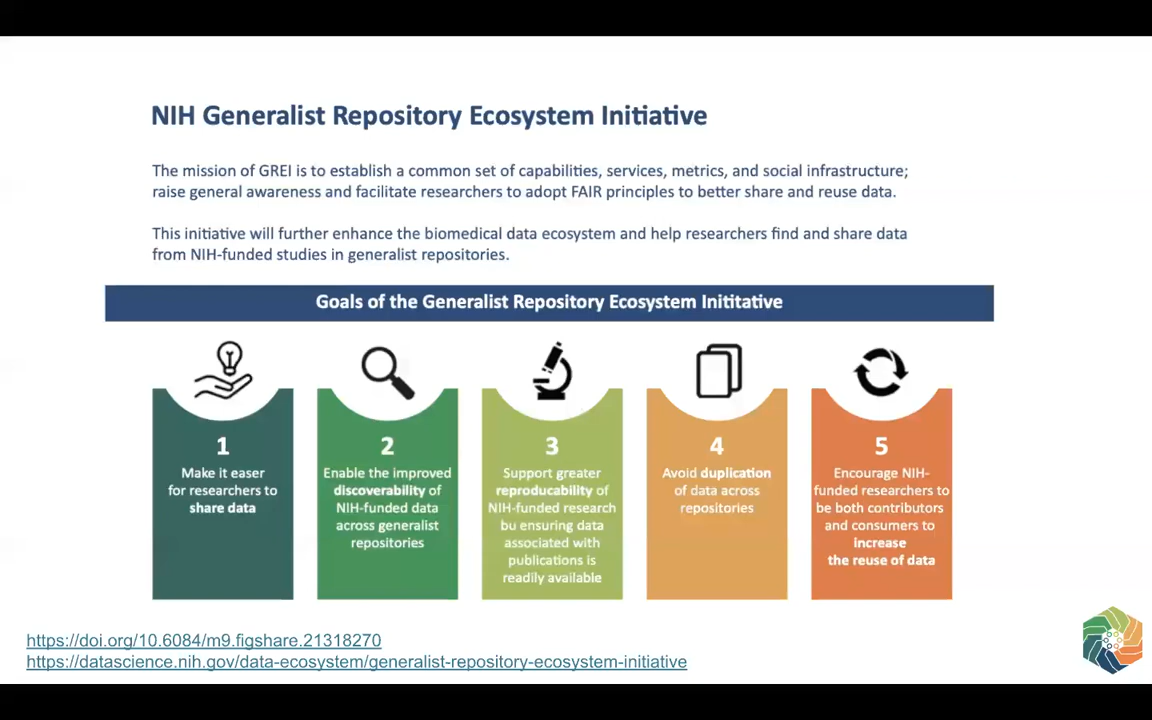 NIH Generalist Repository Ecosystem Initiative
The mission of GREI is to establish a common set of capabilities, services, metrics, and social infrastructure;
raise general awareness and facilitate researchers to adopt FAIR principles to better share and reuse data.
This initiative will further enhance the biomedical data ecosystem and help researchers find and share data
from NIH-funded studies in generalist repositories.
Goals of the Generalist Repository Ecosystem Inititative
1
Make it easer
for researchers to
share data
2
Enable the improved
discoverability of
NIH-funded data
across generalist
repositories
3
Support greater
reproducability of
NIH-funded research
bu ensuring data
associated with
publications is
readily available
4
Avoid duplication
of data across
repositories
5
Encourage NIH-
funded researchers to
be both contributors
and consumers to
increase
the reuse of data
https://doi.org/10.6084/m9.figshare.21318270
https://datascience.nih.gov/data-ecosystem/generalist-repository-ecosystem-initiative